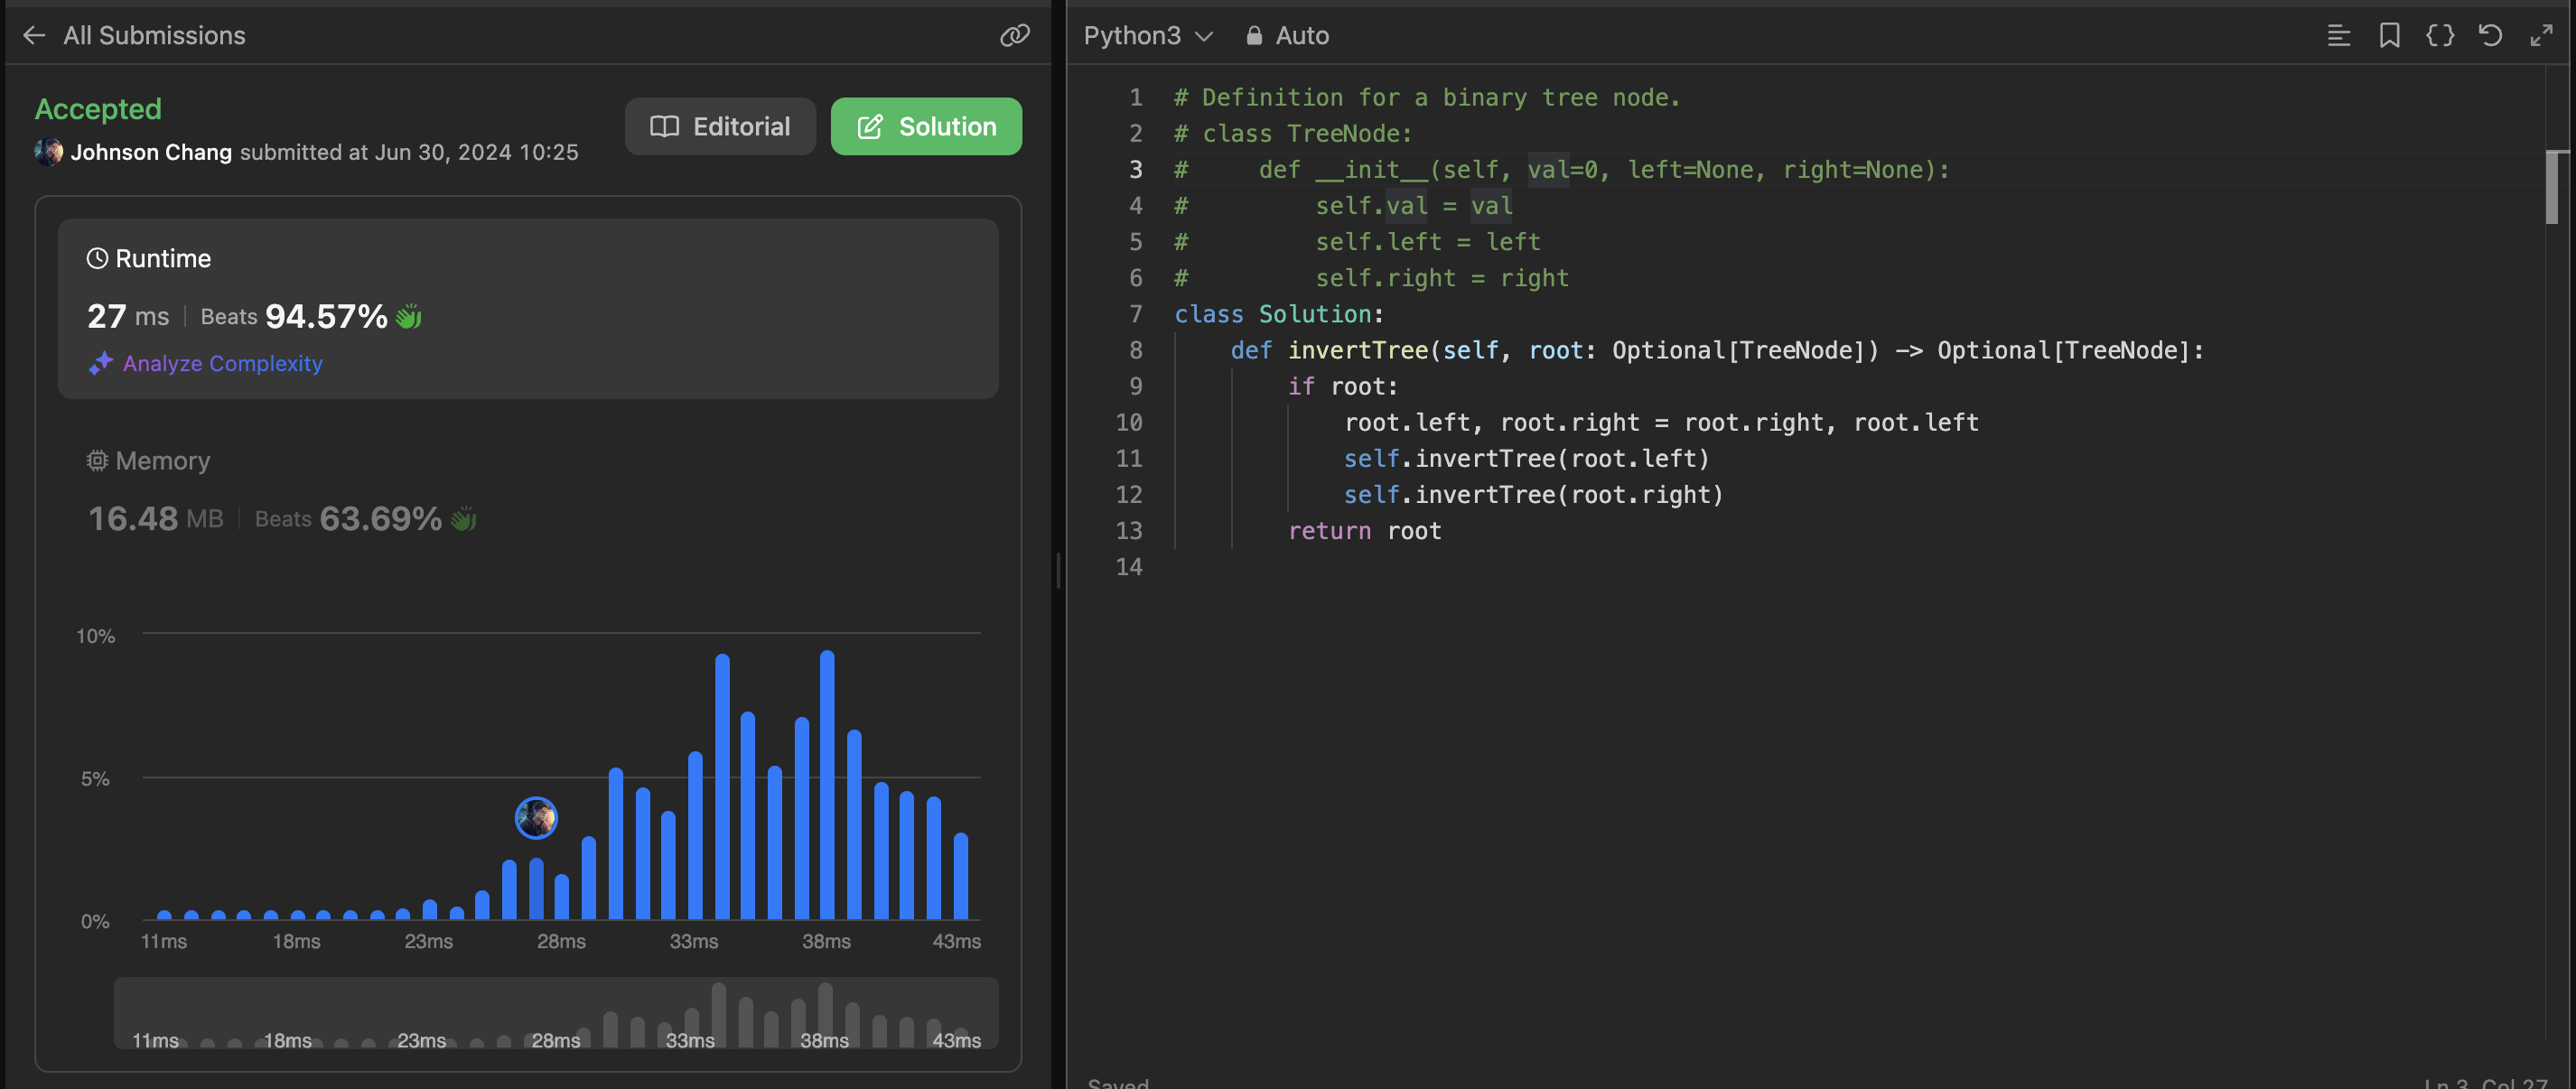 All Submissions
Accepted
Johnson Chang submitted at Jun 30, 2024 10:25
Editorial
Solution
Runtime
27 ms | Beats 94.57%
Analyze Complexity
Memory
16.48 MB | Beats 63.69%
10%
5%
0%
11ms 18ms 23ms 28ms 33ms 38ms 43ms
11ms 18ms 23ms 28ms 33ms 38ms 43ms
Python3 Auto
1 # Definition for a binary tree node.
2 # class TreeNode:
3 #     def __init__(self, val=0, left=None, right=None):
4 #         self.val = val
5 #         self.left = left
6 #         self.right = right
7 class Solution:
8     def invertTree(self, root: Optional[TreeNode]) -> Optional[TreeNode]:
9         if root:
10             root.left, root.right = root.right, root.left
11             self.invertTree(root.left)
12             self.invertTree(root.right)
13         return root
14
Saved
Ln 3, Col 27